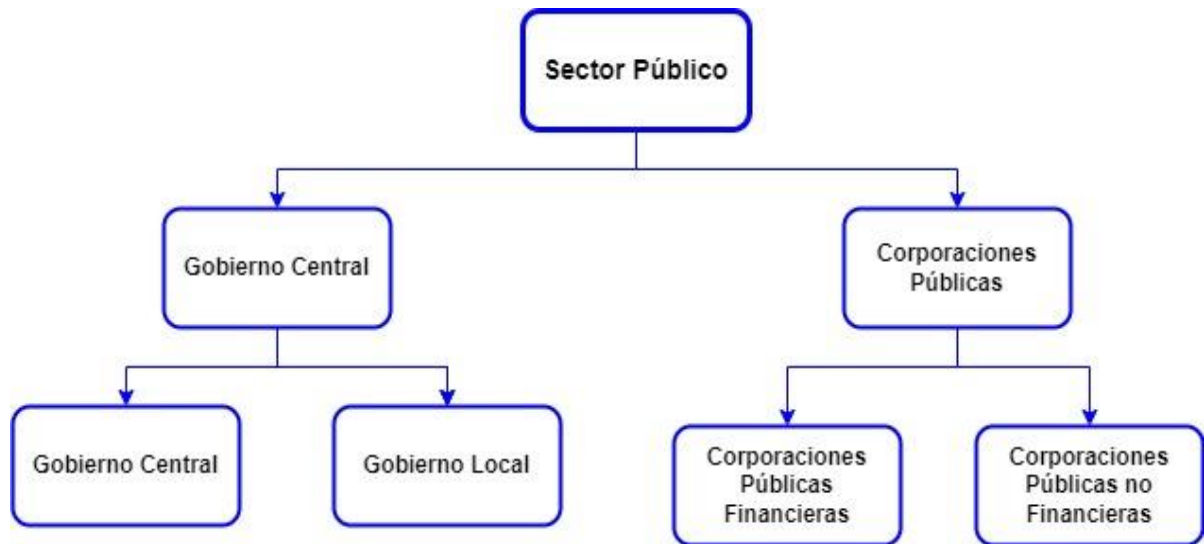 Sector Público
Gobierno Central
Corporaciones
Públicas
Gobierno Central
Gobierno Local
Corporaciones
Públicas
Financieras
Corporaciones
Públicas no
Financieras